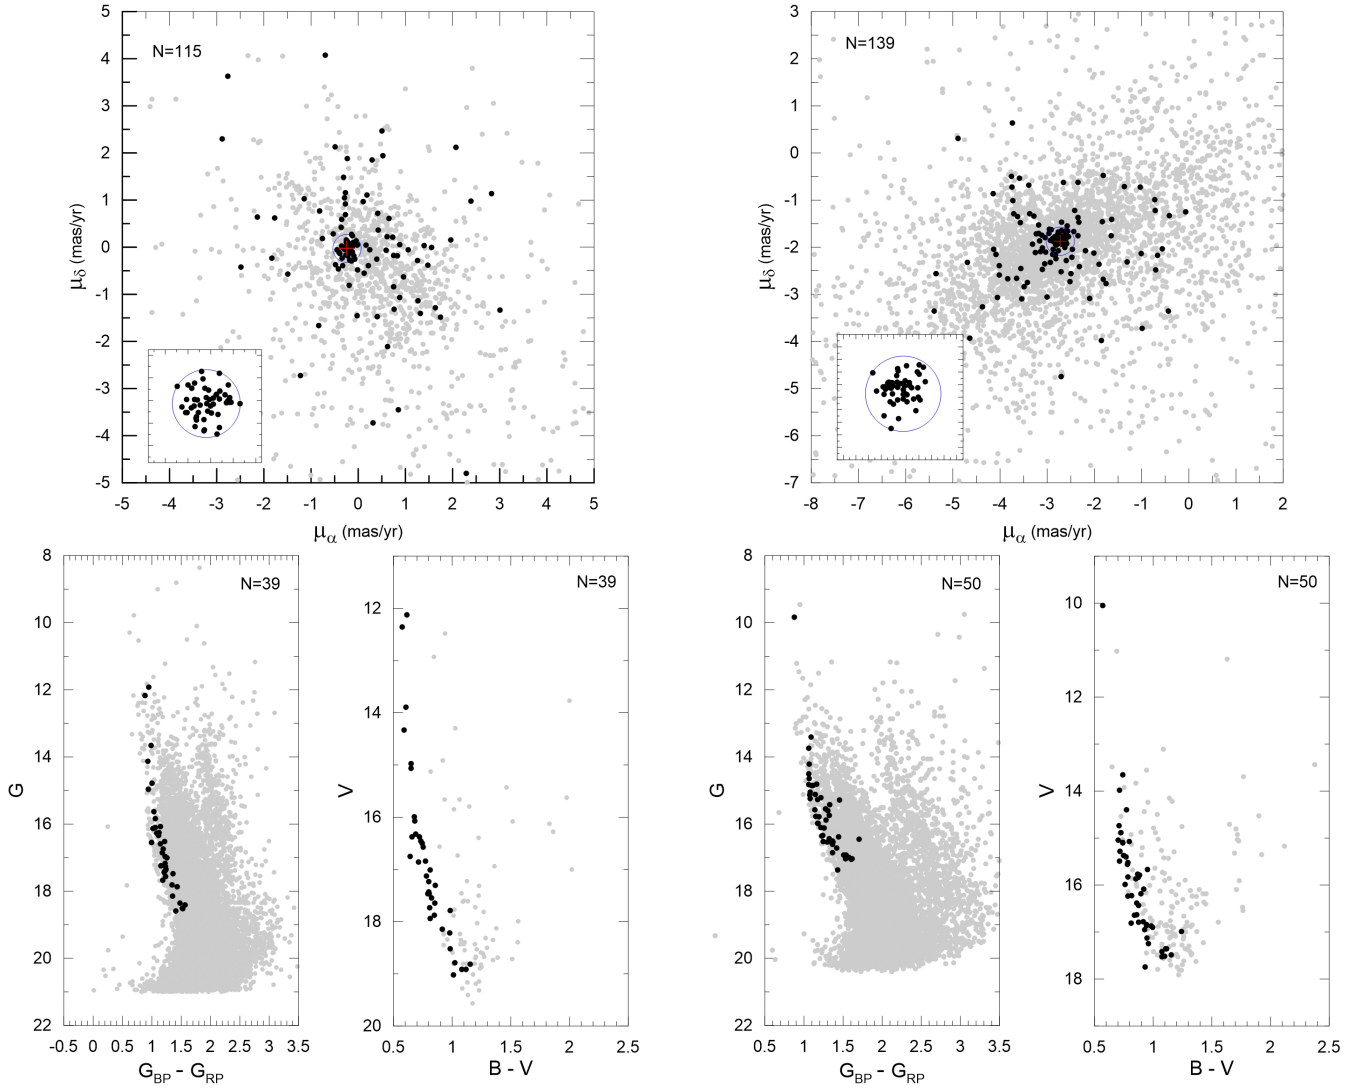 5
4
3
2
1
0
-1
-2
-3
-4
-5
N=115
μδ (mas/yr)
-5 -4 -3 -2 -1 0 1 2 3 4 5
μα (mas/yr)
3
2
1
0
-1
-2
-3
-4
-5
-6
-7
N=139
μδ (mas/yr)
-8 -7 -6 -5 -4 -3 -2 -1 0 1 2
μα (mas/yr)
8
10
12
14
16
18
20
22
N=39
G
-0.5 0 0.5 1 1.5 2 2.5 3 3.5
GBP - GRP
12
14
16
18
20
N=39
V
0.5 1 1.5 2 2.5
B - V
8
10
12
14
16
18
20
22
N=50
G
0.5 1 1.5 2 2.5 3 3.5
GBP - GRP
10
12
14
16
18
N=50
V
0.5 1 1.5 2 2.5
B - V